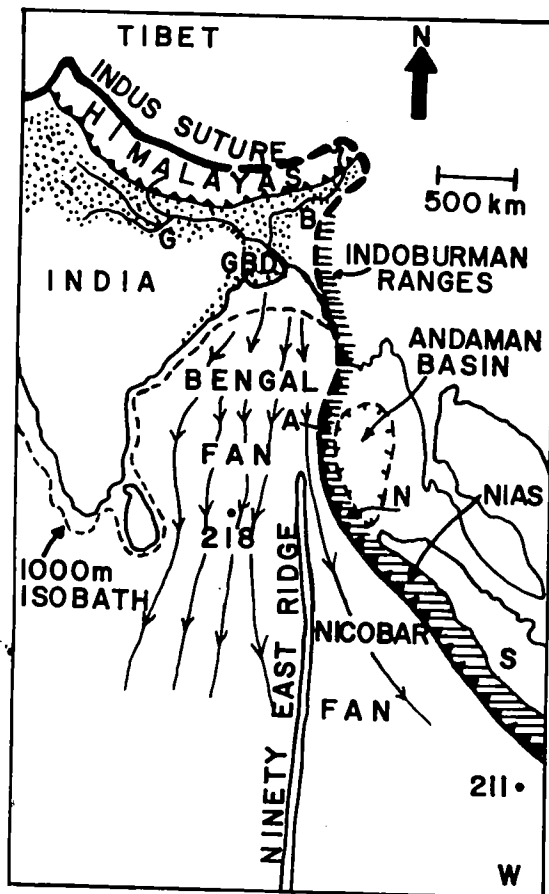 TIBET
N
INDUS SUTURE
HIMALAYAS
500 km
G
B
GBD
INDOBURMAN
RANGES
INDIA
ANDAMAN
BASIN
BENGAL
A
FAN
N
NIAS
218
1000m
ISOBATH
NINETY EAST RIDGE
NICOBAR
S
FAN
211
W